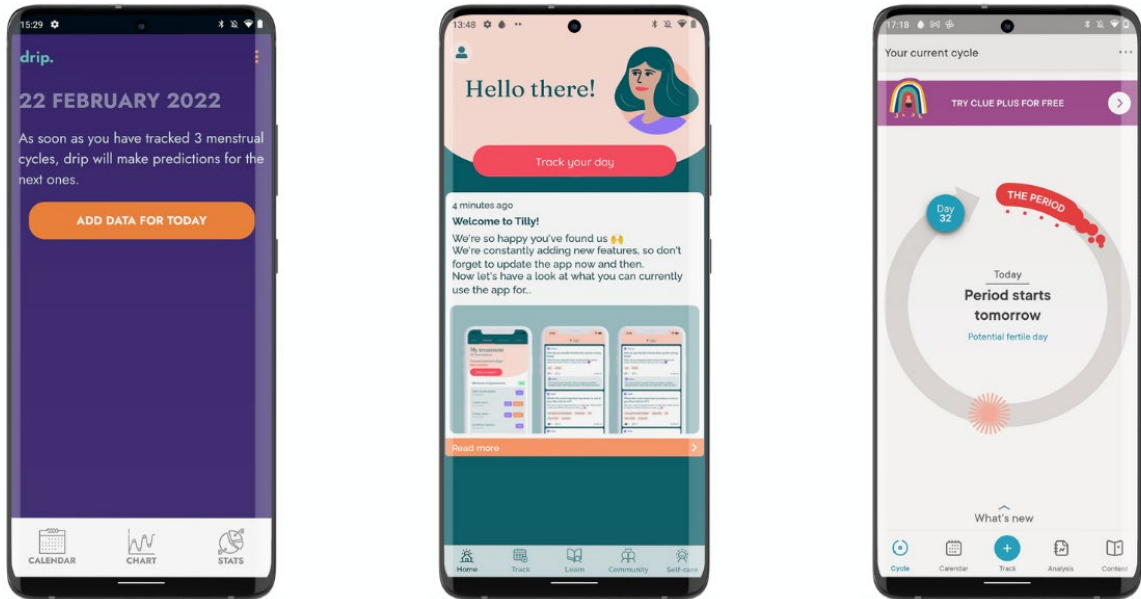 15:29
drip.
22 FEBRUARY 2022
As soon as you have tracked 3 menstrual
cycles, drip will make predictions for the
next ones.
ADD DATA FOR TODAY
CALENDAR
CHART
STATS
13:48
Hello there!
Track your day
4 minutes ago
Welcome to Tilly!
We're so happy you've found us 🙌
We're constantly adding new features, so don't
forget to update the app now and then.
Now let's have a look at what you can currently
use the app for...
My treatment
Read more
Home
Track
Learn
Community
Self-care
17:18
Your current cycle
TRY CLUE PLUS FOR FREE
Day
32
THE PERIOD
Today
Period starts
tomorrow
Potential fertile day
What's new
Cycle
Calendar
Track
Analysis
Content